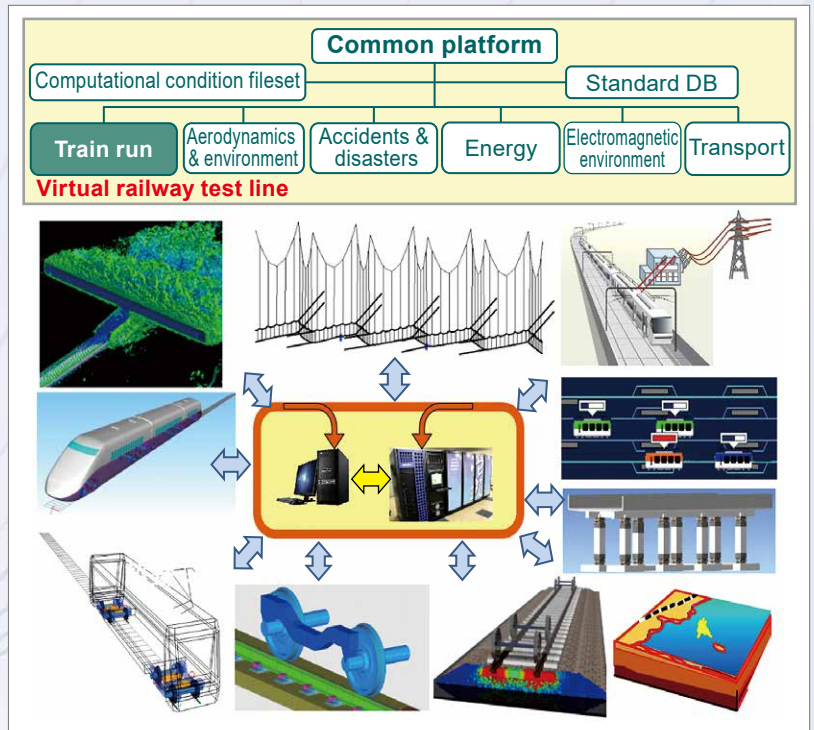 Common platform
Computational condition fileset
Standard DB
Train run
Aerodynamics
& environment
Accidents &
disasters
Energy
Electromagnetic
environment
Transport
Virtual railway test line